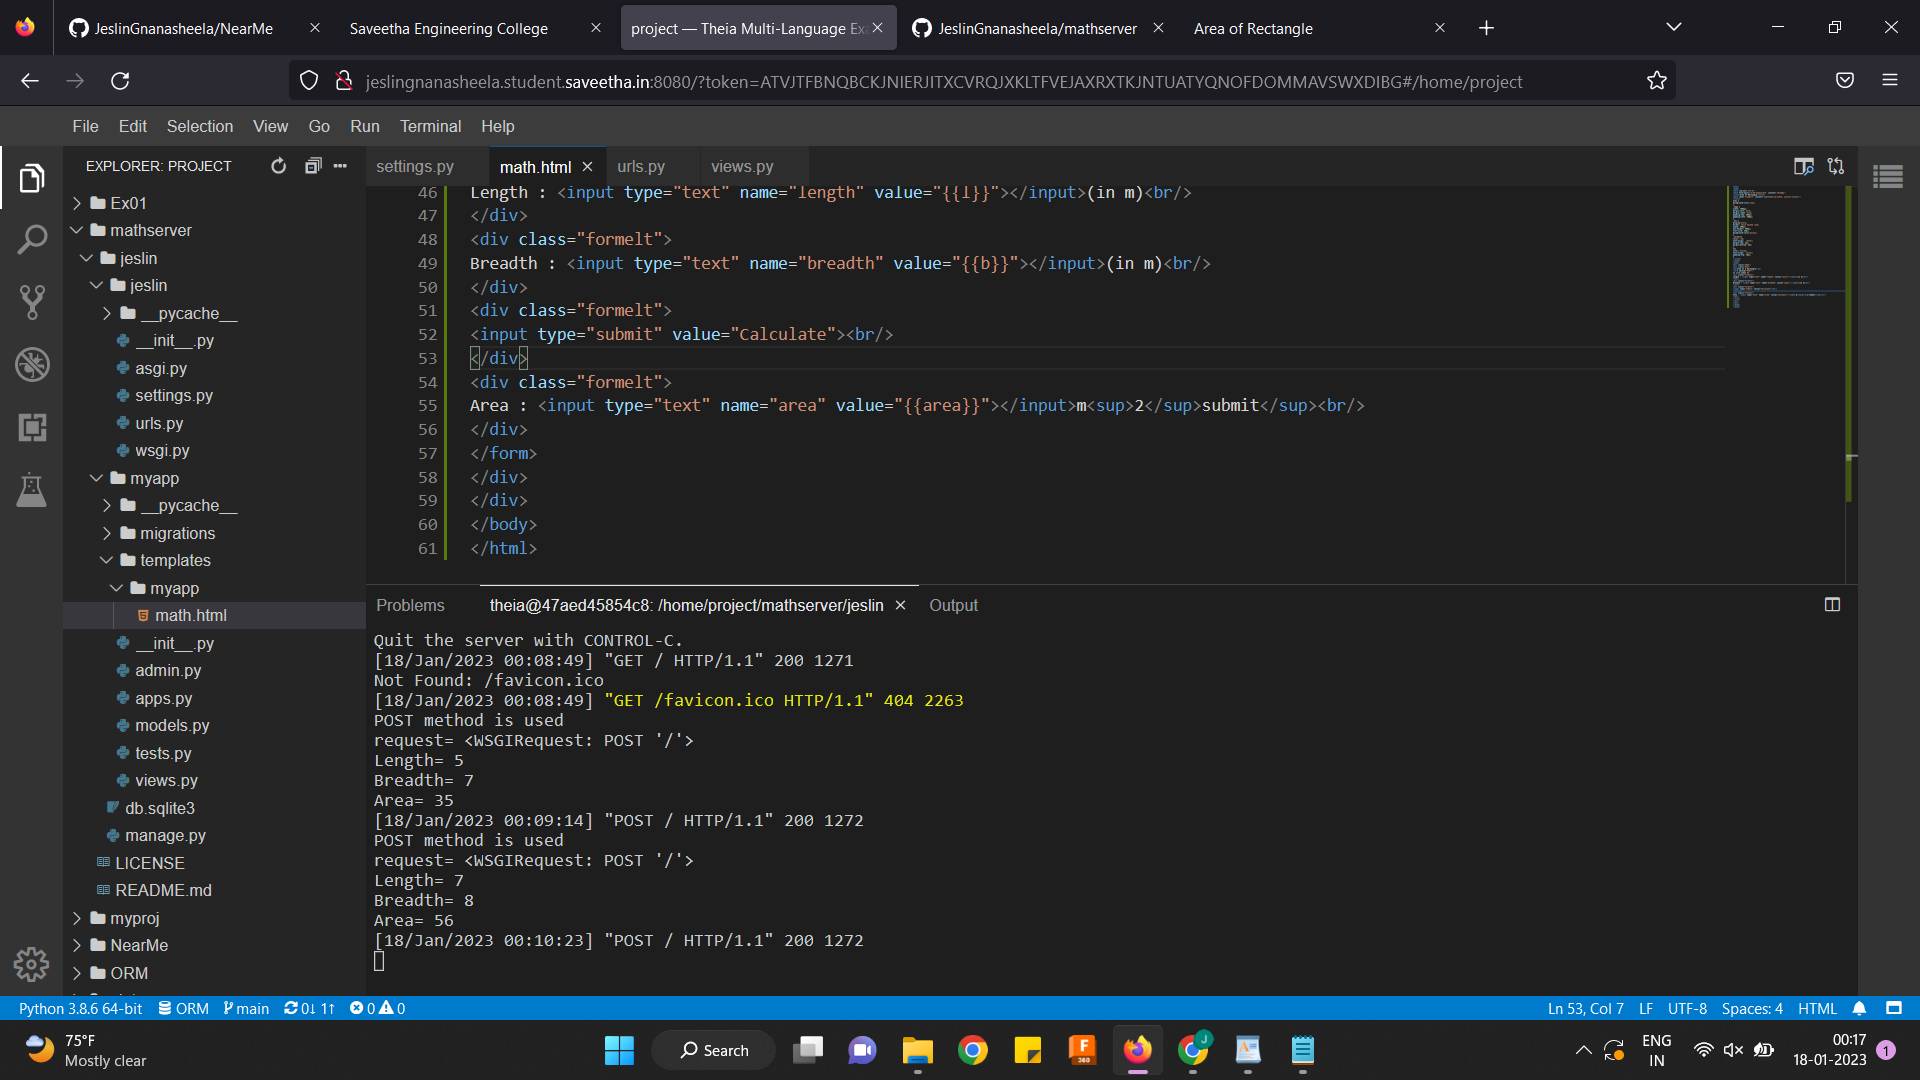 JeslinGnanasheela/NearMe
Saveetha Engineering College
project — Theia Multi-Language Ex
JeslinGnanasheela/mathserver
Area of Rectangle
jeslingnanasheela.student.saveetha.in:8080/?token=ATVJTFBNQBCKJNIERJITXCVRQJXKLTFVEJAXRXTKJNTUATYQNOFDOMMAVSWXDIBG#/home/project
File Edit Selection View Go Run Terminal Help
EXPLORER: PROJECT
Ex01
mathserver
jeslin
jeslin
__pycache__
__init__.py
asgi.py
settings.py
urls.py
wsgi.py
myapp
__pycache__
migrations
templates
myapp
math.html
__init__.py
admin.py
apps.py
models.py
tests.py
views.py
db.sqlite3
manage.py
LICENSE
README.md
myproj
NearMe
ORM
settings.py math.html urls.py views.py
46 Length : <input type="text" name="length" value="{{l}}"></input>(in m)<br/>
47 </div>
48 <div class="formelt">
49 Breadth : <input type="text" name="breadth" value="{{b}}"></input>(in m)<br/>
50 </div>
51 <div class="formelt">
52 <input type="submit" value="Calculate"><br/>
53 </div>
54 <div class="formelt">
55 Area : <input type="text" name="area" value="{{area}}"></input>m<sup>2</sup>submit</sup><br/>
56 </div>
57 </form>
58 </div>
59 </div>
60 </body>
61 </html>
Problems theia@47aed45854c8: /home/project/mathserver/jeslin Output
Quit the server with CONTROL-C.
[18/Jan/2023 00:08:49] "GET / HTTP/1.1" 200 1271
Not Found: /favicon.ico
[18/Jan/2023 00:08:49] "GET /favicon.ico HTTP/1.1" 404 2263
POST method is used
request= <WSGIRequest: POST '/'>
Length= 5
Breadth= 7
Area= 35
[18/Jan/2023 00:09:14] "POST / HTTP/1.1" 200 1272
POST method is used
request= <WSGIRequest: POST '/'>
Length= 7
Breadth= 8
Area= 56
[18/Jan/2023 00:10:23] "POST / HTTP/1.1" 200 1272
Python 3.8.6 64-bit ORM main 0↓ 1↑ 0 0
Ln 53, Col 7 LF UTF-8 Spaces: 4 HTML
75°F
Mostly clear
Search
F
360
J
ENG
IN
00:17
18-01-2023
1